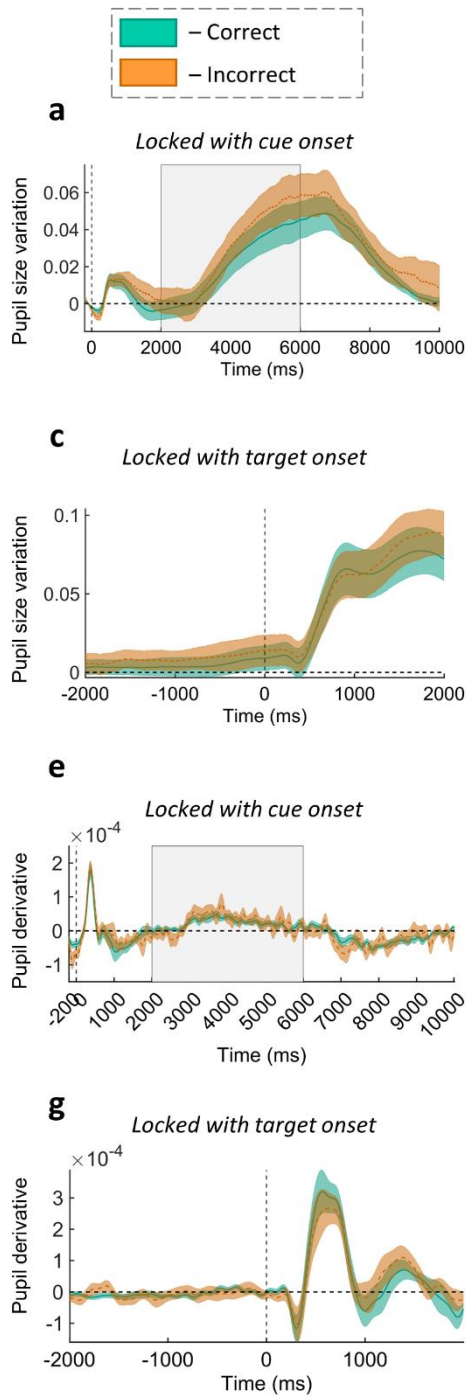 – Correct
– Incorrect
a
Locked with cue onset
Pupil size variation
0.06
0.04
0.02
0
0 2000 4000 6000 8000 10000
Time (ms)
c
Locked with target onset
Pupil size variation
0.1
0.05
0
-2000 -1000 0 1000 2000
Time (ms)
e
Locked with cue onset
×10-4
Pupil derivative
2
1
0
-1
-200 0 1000 2000 3000 4000 5000 6000 7000 8000 9000 10000
Time (ms)
g
Locked with target onset
×10-4
Pupil derivative
3
2
1
0
-1
-2000 -1000 0 1000
Time (ms)